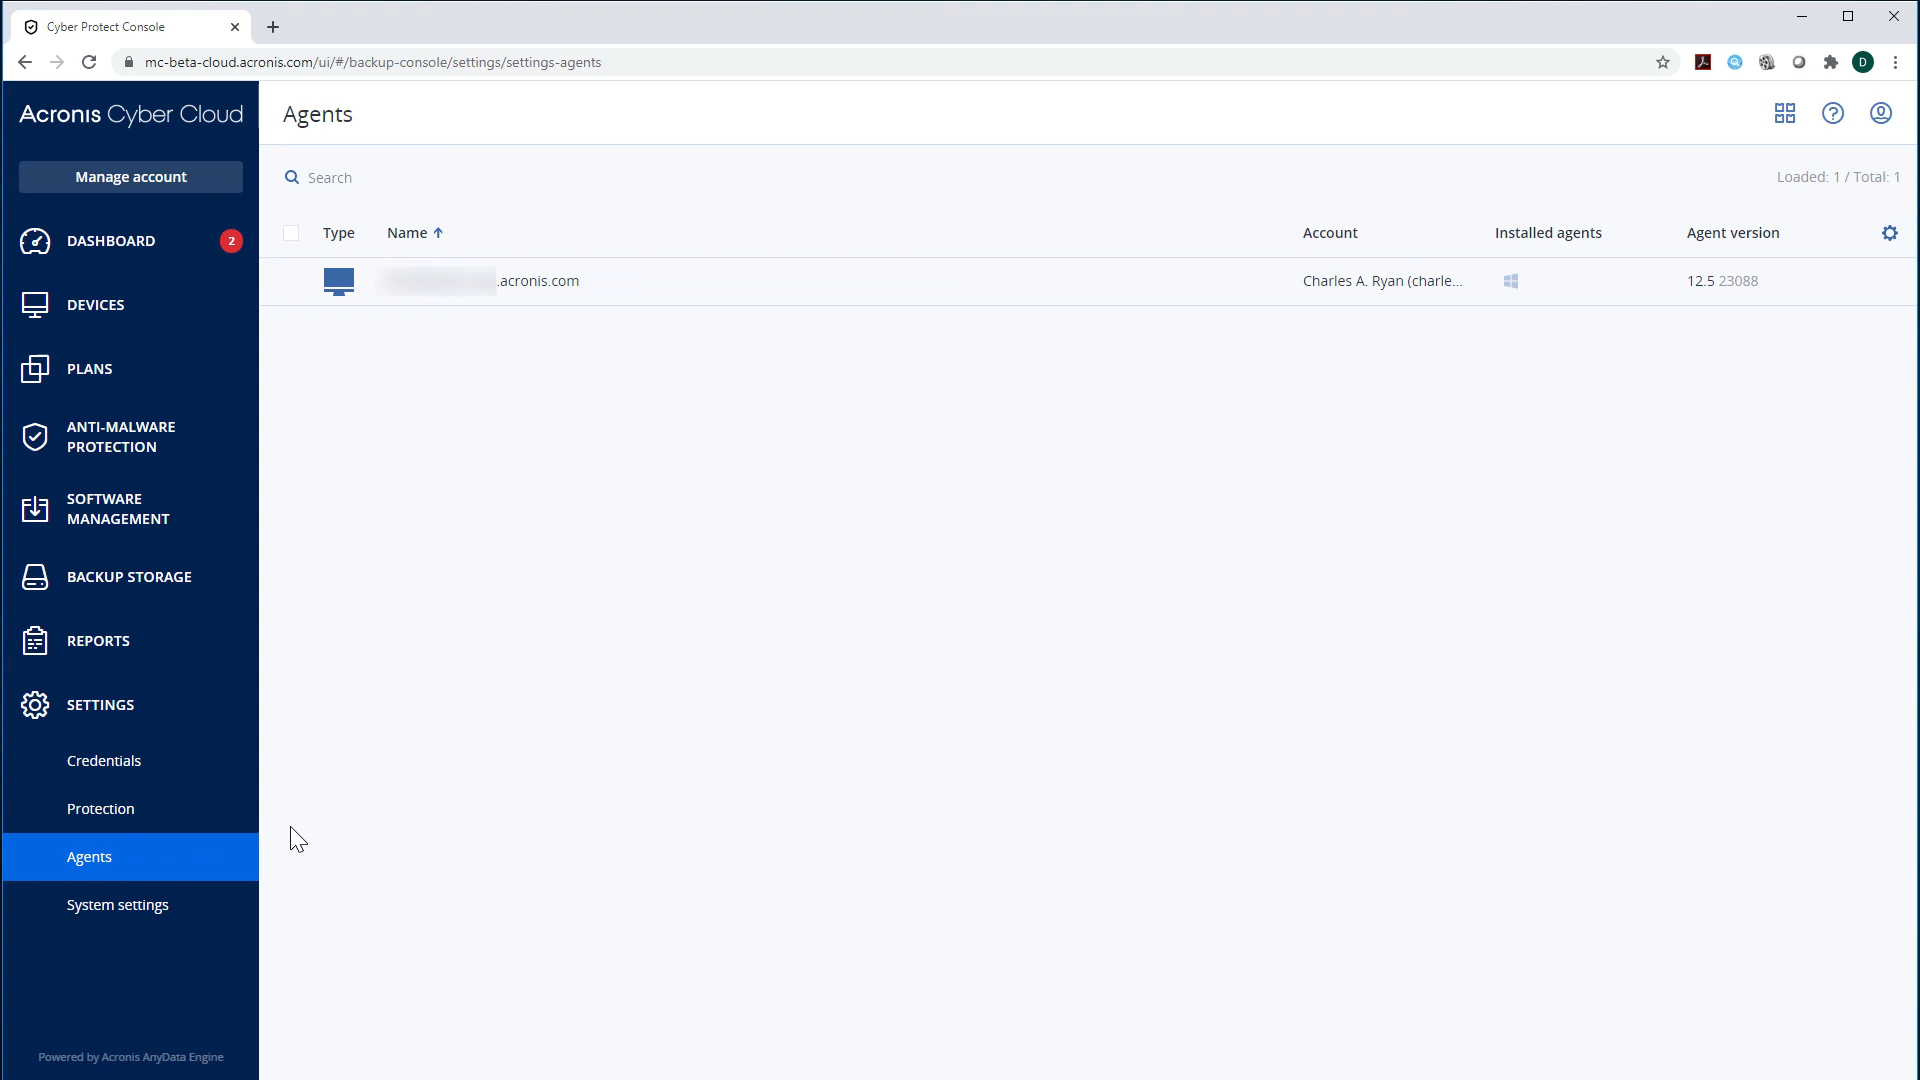 Cyber Protect Console
mc-beta-cloud.acronis.com/ui/#/backup-console/settings/settings-agents
D
Acronis Cyber Cloud
Manage account
DASHBOARD 2
DEVICES
PLANS
ANTI-MALWARE
PROTECTION
SOFTWARE
MANAGEMENT
BACKUP STORAGE
REPORTS
SETTINGS
Credentials
Protection
Agents
System settings
Powered by Acronis AnyData Engine
Agents
Search
Loaded: 1 / Total: 1
Type Name Account Installed agents Agent version
.acronis.com Charles A. Ryan (charle... 12.5 23088